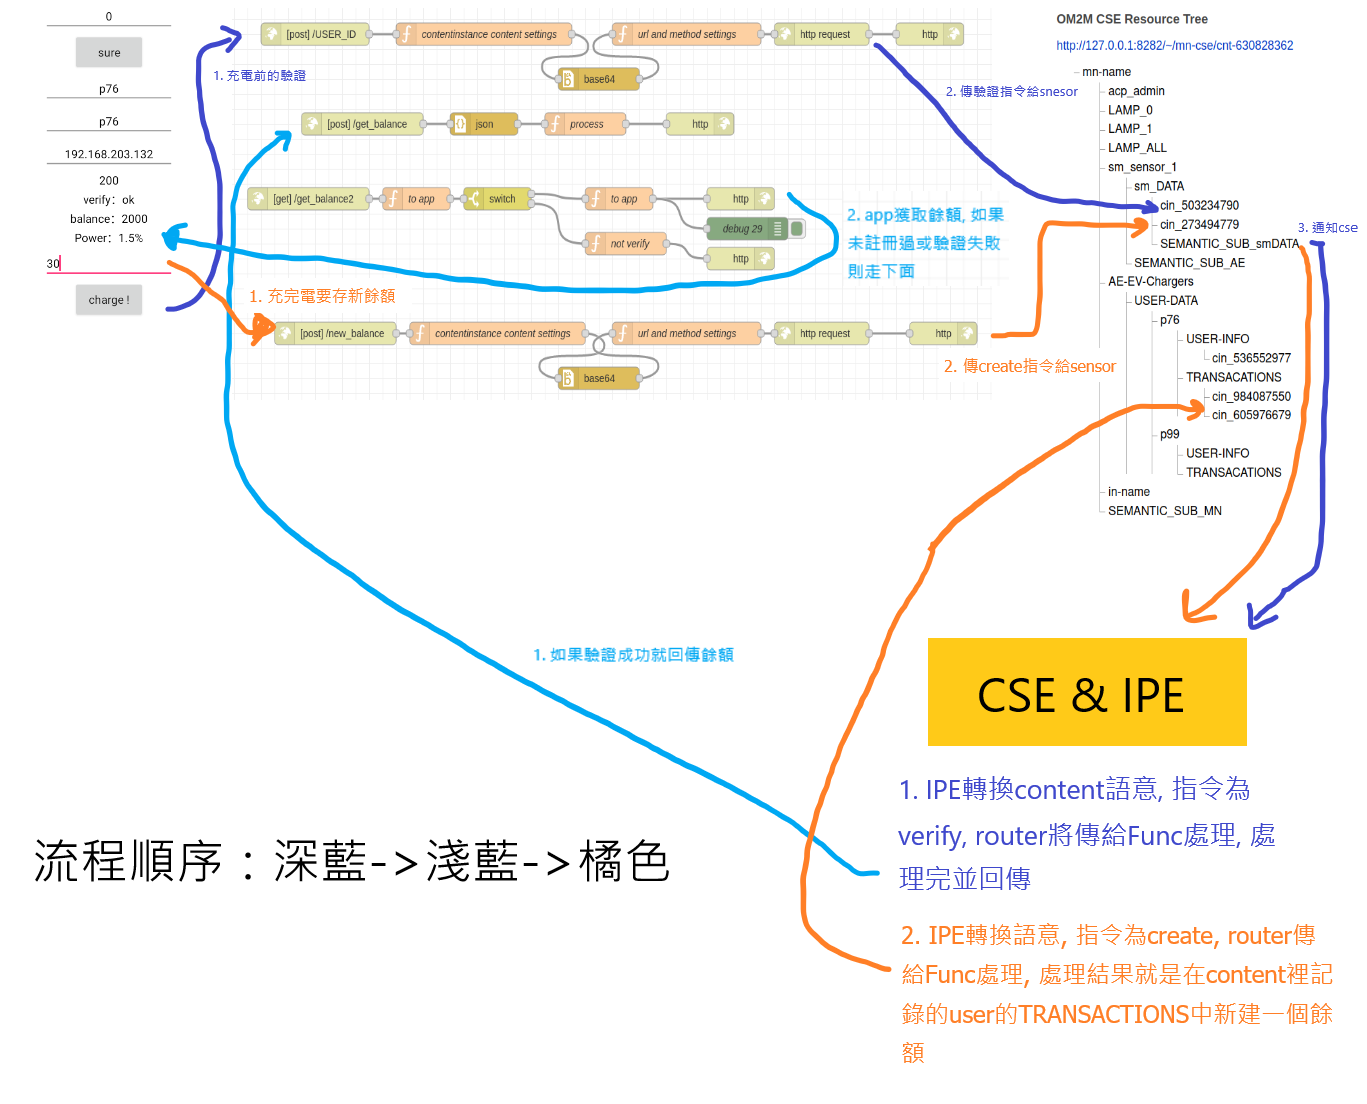 0
sure
p76
p76
192.168.203.132
200
verify：ok
balance：2000
Power：1.5%
30
charge !
1. 充電前的驗證
[post] /USER_ID
contentinstance content settings
url and method settings
http request
http
base64
[post] /get_balance
json
process
http
[get] /get_balance2
to app
switch
to app
http
debug 29
not verify
http
2. app獲取餘額, 如果
未註冊過或驗證失敗
則走下面
1. 充完電要存新餘額
[post] /new_balance
contentinstance content settings
url and method settings
http request
http
base64
2. 傳create指令給sensor
OM2M CSE Resource Tree
http://127.0.0.1:8282/~/mn-cse/cnt-630828362
2. 傳驗證指令給snesor
mn-name
acp_admin
LAMP_0
LAMP_1
LAMP_ALL
sm_sensor_1
sm_DATA
cin_503234790
cin_273494779
SEMANTIC_SUB_smDATA
SEMANTIC_SUB_AE
AE-EV-Chargers
USER-DATA
p76
USER-INFO
cin_536552977
TRANSACATIONS
cin_984087550
cin_605976679
p99
USER-INFO
TRANSACATIONS
in-name
SEMANTIC_SUB_MN
3. 通知cse
1. 如果驗證成功就回傳餘額
CSE & IPE
1. IPE轉換content語意, 指令為
verify, router將傳給Func處理, 處
理完並回傳
2. IPE轉換語意, 指令為create, router傳
給Func處理, 處理結果就是在content裡記
錄的user的TRANSACTIONS中新建一個餘
額
流程順序：深藍->淺藍->橘色